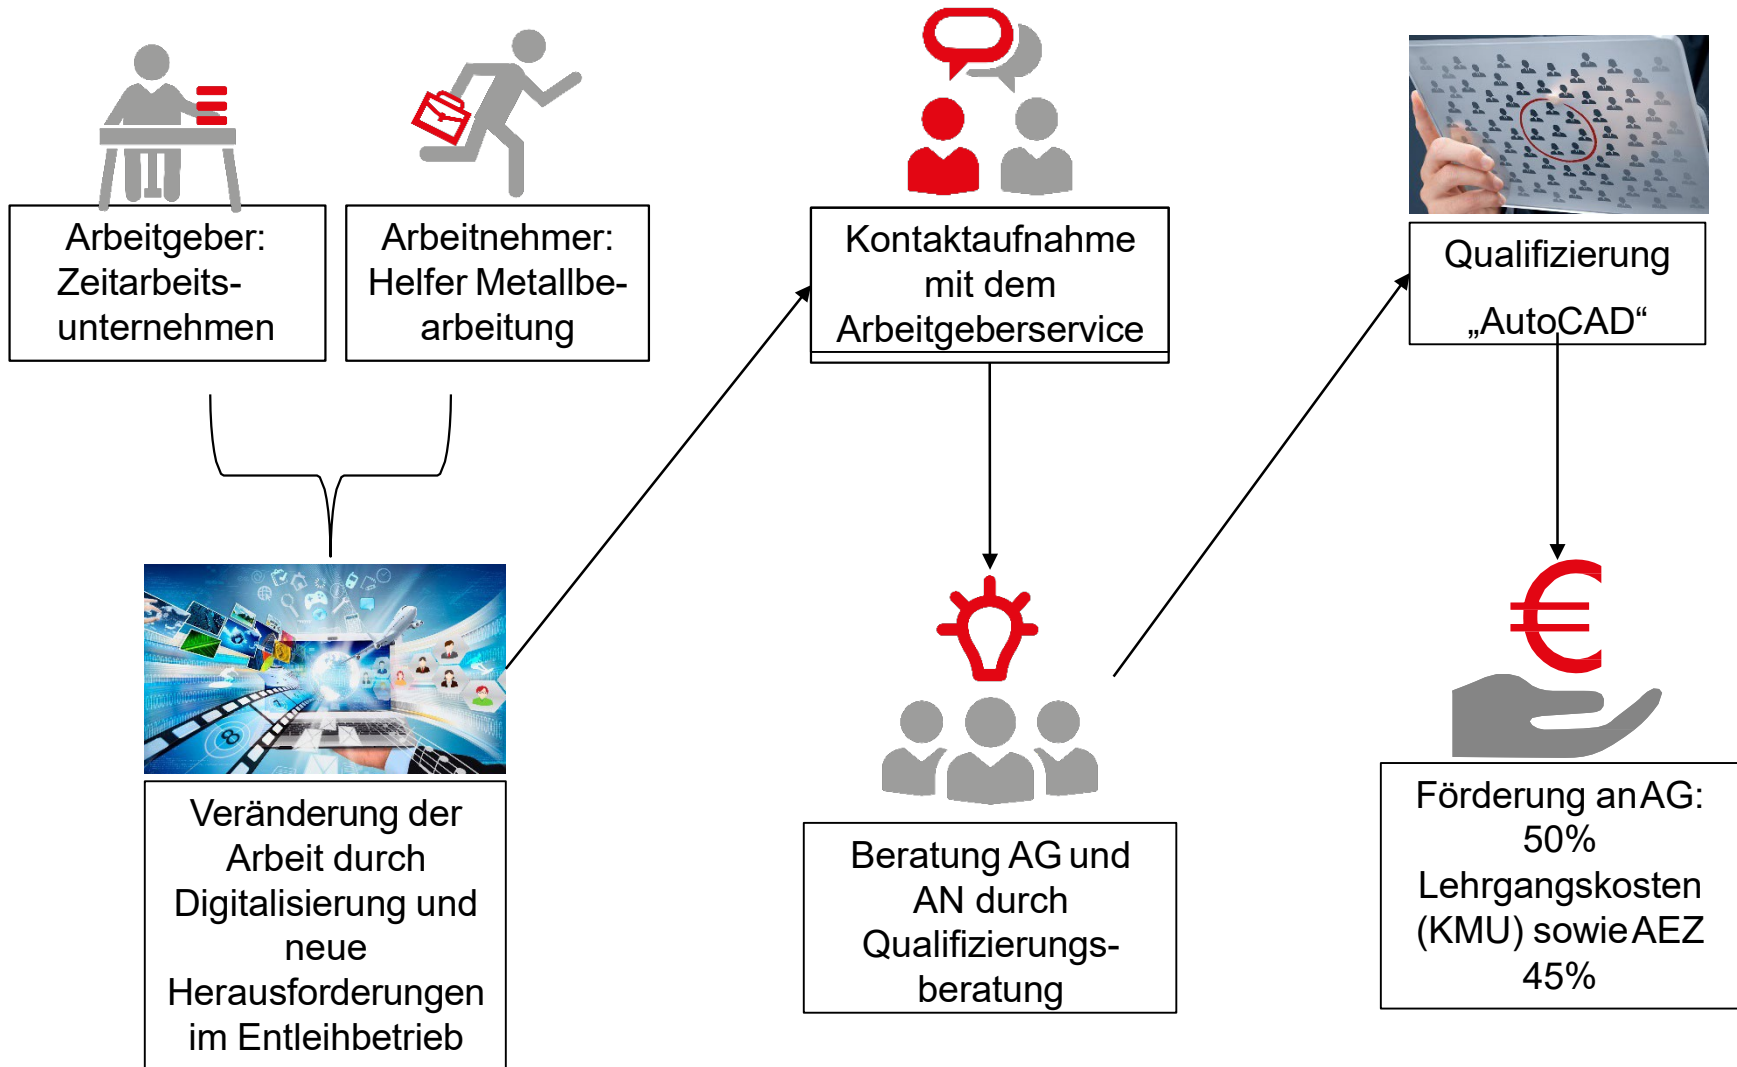 Arbeitgeber:
Zeitarbeits-
unternehmen
Arbeitnehmer:
Helfer Metallbe-
arbeitung
Veränderung der
Arbeit durch
Digitalisierung und
neue
Herausforderungen
im Entleihbetrieb
Kontaktaufnahme
mit dem
Arbeitgeberservice
Beratung AG und
AN durch
Qualifizierungs-
beratung
Qualifizierung
„AutoCAD“
Förderung an AG:
50%
Lehrgangskosten
(KMU) sowie AEZ
45%
8